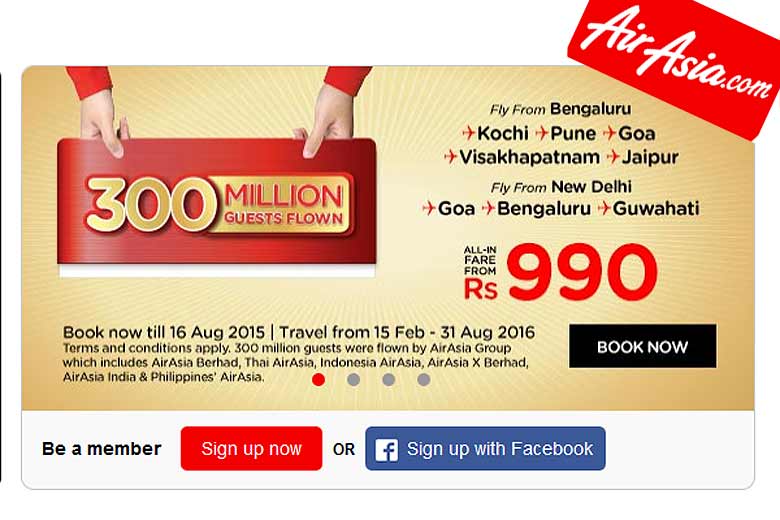 AirAsia.com
Fly From Bengaluru
Kochi Pune Goa
Visakhapatnam Jaipur
Fly From New Delhi
Goa Bengaluru Guwahati
300 MILLION
GUESTS FLOWN
ALL-IN
FARE
FROM
Rs 990
Book now till 16 Aug 2015 | Travel from 15 Feb - 31 Aug 2016
Terms and conditions apply. 300 million guests were flown by AirAsia Group
which includes AirAsia Berhad, Thai AirAsia, Indonesia AirAsia, AirAsia X Berhad,
AirAsia India & Philippines' AirAsia.
BOOK NOW
Be a member Sign up now OR f Sign up with Facebook